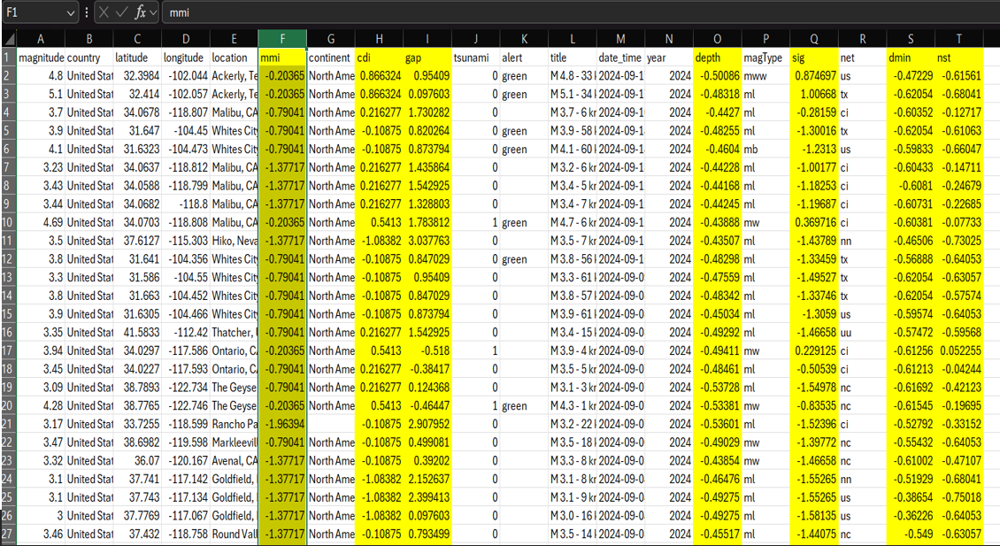 F1 fx mmi
A B C D E F G H I J K L M N O P Q R S T
1 magnitude country latitude longitude location mmi continent cdi gap tsunami alert title date_time year depth magType sig net dmin nst
2 4.8 United Stat 32.3984 -102.044 Ackerly, Te -0.20365 North Ame 0.866324 0.95409 0 green M 4.8 - 33 2024-09-1 2024 -0.50086 mww 0.874697 us -0.47229 -0.61561
3 5.1 United Stat 32.414 -102.057 Ackerly, Te -0.20365 North Ame 0.866324 0.097603 0 green M 5.1 - 34 2024-09-1 2024 -0.48318 ml 1.00668 tx -0.62054 -0.68041
4 3.7 United Stat 34.0678 -118.807 Malibu, CA -0.79041 North Ame 0.216277 1.730282 0 M 3.7 - 6 kr 2024-09-1 2024 -0.4427 ml -0.28159 ci -0.60352 -0.12717
5 3.9 United Stat 31.647 -104.45 Whites City -0.79041 North Ame -0.10875 0.820264 0 green M 3.9 - 58 2024-09-1 2024 -0.48255 ml -1.30016 tx -0.62054 -0.61063
6 4.1 United Stat 31.6323 -104.473 Whites City -0.79041 North Ame -0.10875 0.873794 0 green M 4.1 - 60 2024-09-1 2024 -0.4604 mb -1.2313 us -0.59833 -0.66047
7 3.23 United Stat 34.0637 -118.812 Malibu, CA -1.37717 North Ame 0.216277 1.435864 0 M 3.2 - 6 kr 2024-09-1 2024 -0.44228 ml -1.00177 ci -0.60433 -0.14711
8 3.43 United Stat 34.0588 -118.799 Malibu, CA -1.37717 North Ame 0.216277 1.542925 0 M 3.4 - 5 kr 2024-09-1 2024 -0.44168 ml -1.18253 ci -0.6081 -0.24679
9 3.44 United Stat 34.0682 -118.8 Malibu, CA -1.37717 North Ame 0.216277 1.328803 0 M 3.4 - 7 kr 2024-09-1 2024 -0.44245 ml -1.19687 ci -0.60731 -0.22685
10 4.69 United Stat 34.0703 -118.808 Malibu, CA -0.20365 North Ame 0.5413 1.783812 1 green M 4.7 - 6 kr 2024-09-1 2024 -0.43888 mw 0.369716 ci -0.60381 -0.07733
11 3.5 United Stat 37.6127 -115.303 Hiko, Neva -1.37717 North Ame -1.08382 3.037763 0 M 3.5 - 7 kr 2024-09-1 2024 -0.43507 ml -1.43789 nn -0.46506 -0.73025
12 3.8 United Stat 31.641 -104.356 Whites City -0.79041 North Ame -0.10875 0.847029 0 green M 3.8 - 56 2024-09-1 2024 -0.48298 ml -1.33459 tx -0.56888 -0.64053
13 3.3 United Stat 31.586 -104.55 Whites City -0.79041 North Ame -0.10875 0.95409 0 M 3.3 - 61 2024-09-0 2024 -0.47559 ml -1.49527 tx -0.62054 -0.63057
14 3.8 United Stat 31.663 -104.452 Whites City -0.79041 North Ame -0.10875 0.847029 0 M 3.8 - 57 2024-09-0 2024 -0.48342 ml -1.33746 tx -0.62054 -0.57574
15 3.9 United Stat 31.6305 -104.466 Whites City -0.79041 North Ame -0.10875 0.873794 0 M 3.9 - 61 2024-09-0 2024 -0.45034 ml -1.3059 us -0.59574 -0.64053
16 3.35 United Stat 41.5833 -112.42 Thatcher, -0.79041 North Ame 0.216277 1.542925 0 M 3.4 - 15 2024-09-0 2024 -0.49292 ml -1.46658 uu -0.57472 -0.59568
17 3.94 United Stat 34.0297 -117.586 Ontario, C -0.20365 North Ame 0.5413 -0.518 1 M 3.9 - 4 kr 2024-09-0 2024 -0.49411 mw 0.229125 ci -0.61256 0.052255
18 3.45 United Stat 34.0227 -117.593 Ontario, C -0.79041 North Ame 0.216277 -0.38417 0 M 3.5 - 5 kr 2024-09-0 2024 -0.48461 ml -0.50539 ci -0.61213 -0.04244
19 3.09 United Stat 38.7893 -122.734 The Geyse -0.79041 North Ame 0.216277 0.124368 0 M 3.1 - 3 kr 2024-09-0 2024 -0.53728 ml -1.54978 nc -0.61692 -0.42123
20 4.28 United Stat 38.7765 -122.746 The Geyse -0.20365 North Ame 0.5413 -0.46447 1 green M 4.3 - 1 kr 2024-09-0 2024 -0.53381 mw -0.83535 nc -0.61545 -0.19695
21 3.17 United Stat 33.7255 -118.599 Rancho Pa -1.96394 -0.10875 2.907952 0 M 3.2 - 22 2024-09-0 2024 -0.53601 ml -1.52396 ci -0.52792 -0.33152
22 3.47 United Stat 38.6982 -119.598 Markleevil -0.79041 North Ame -0.10875 0.499081 0 M 3.5 - 18 2024-09-0 2024 -0.49029 mw -1.39772 nc -0.55432 -0.64053
23 3.32 United Stat 36.07 -120.167 Avenal, CA -1.37717 North Ame -0.10875 0.39202 0 M 3.3 - 8 kr 2024-09-0 2024 -0.43854 mw -1.46658 nc -0.61002 -0.47107
24 3.1 United Stat 37.741 -117.142 Goldfield, -1.37717 North Ame -1.08382 2.152637 0 M 3.1 - 8 kr 2024-09-0 2024 -0.46476 ml -1.55265 nn -0.51929 -0.68041
25 3.1 United Stat 37.743 -117.134 Goldfield, -1.37717 North Ame -1.08382 2.399413 0 M 3.1 - 9 kr 2024-09-0 2024 -0.49275 ml -1.55265 us -0.38654 -0.75018
26 3 United Stat 37.7769 -117.067 Goldfield, -1.37717 North Ame -1.08382 0.097603 0 M 3.0 - 16 2024-09-0 2024 -0.49275 ml -1.58135 us -0.36226 -0.64053
27 3.46 United Stat 37.432 -118.758 Round Val -1.37717 North Ame -0.10875 0.793499 0 M 3.5 - 14 2024-09-0 2024 -0.45517 ml -1.44075 nc -0.549 -0.63057